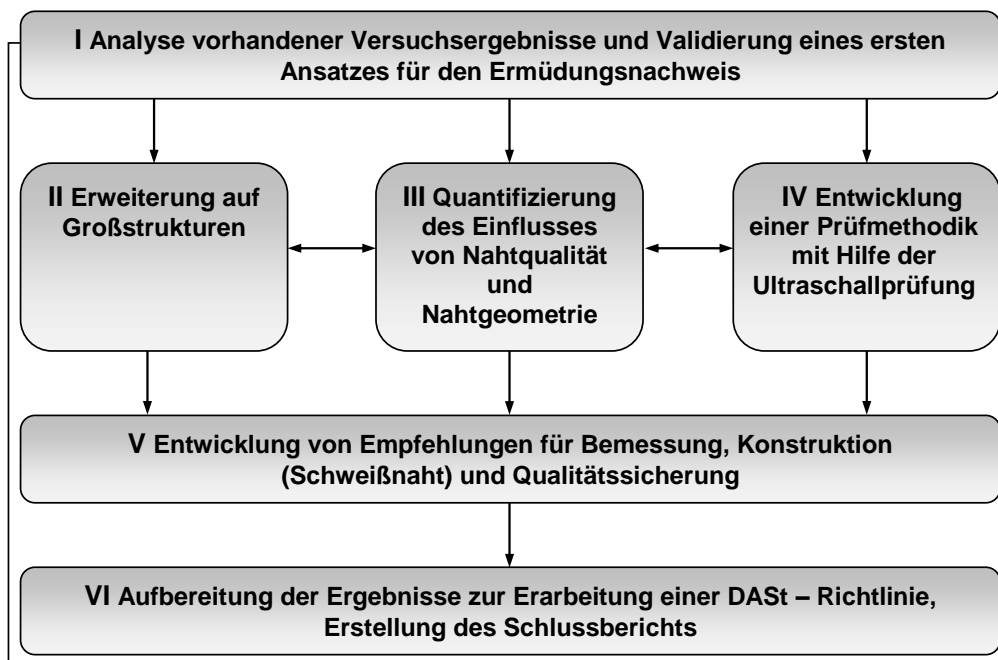 I Analyse vorhandener Versuchsergebnisse und Validierung eines ersten
Ansatzes für den Ermüdungsnachweis
II Erweiterung auf
Großstrukturen
III Quantifizierung
des Einflusses
von Nahtqualität
und
Nahtgeometrie
IV Entwicklung
einer Prüfmethodik
mit Hilfe der
Ultraschallprüfung
V Entwicklung von Empfehlungen für Bemessung, Konstruktion
(Schweißnaht) und Qualitätssicherung
VI Aufbereitung der Ergebnisse zur Erarbeitung einer DASt – Richtlinie,
Erstellung des Schlussberichts